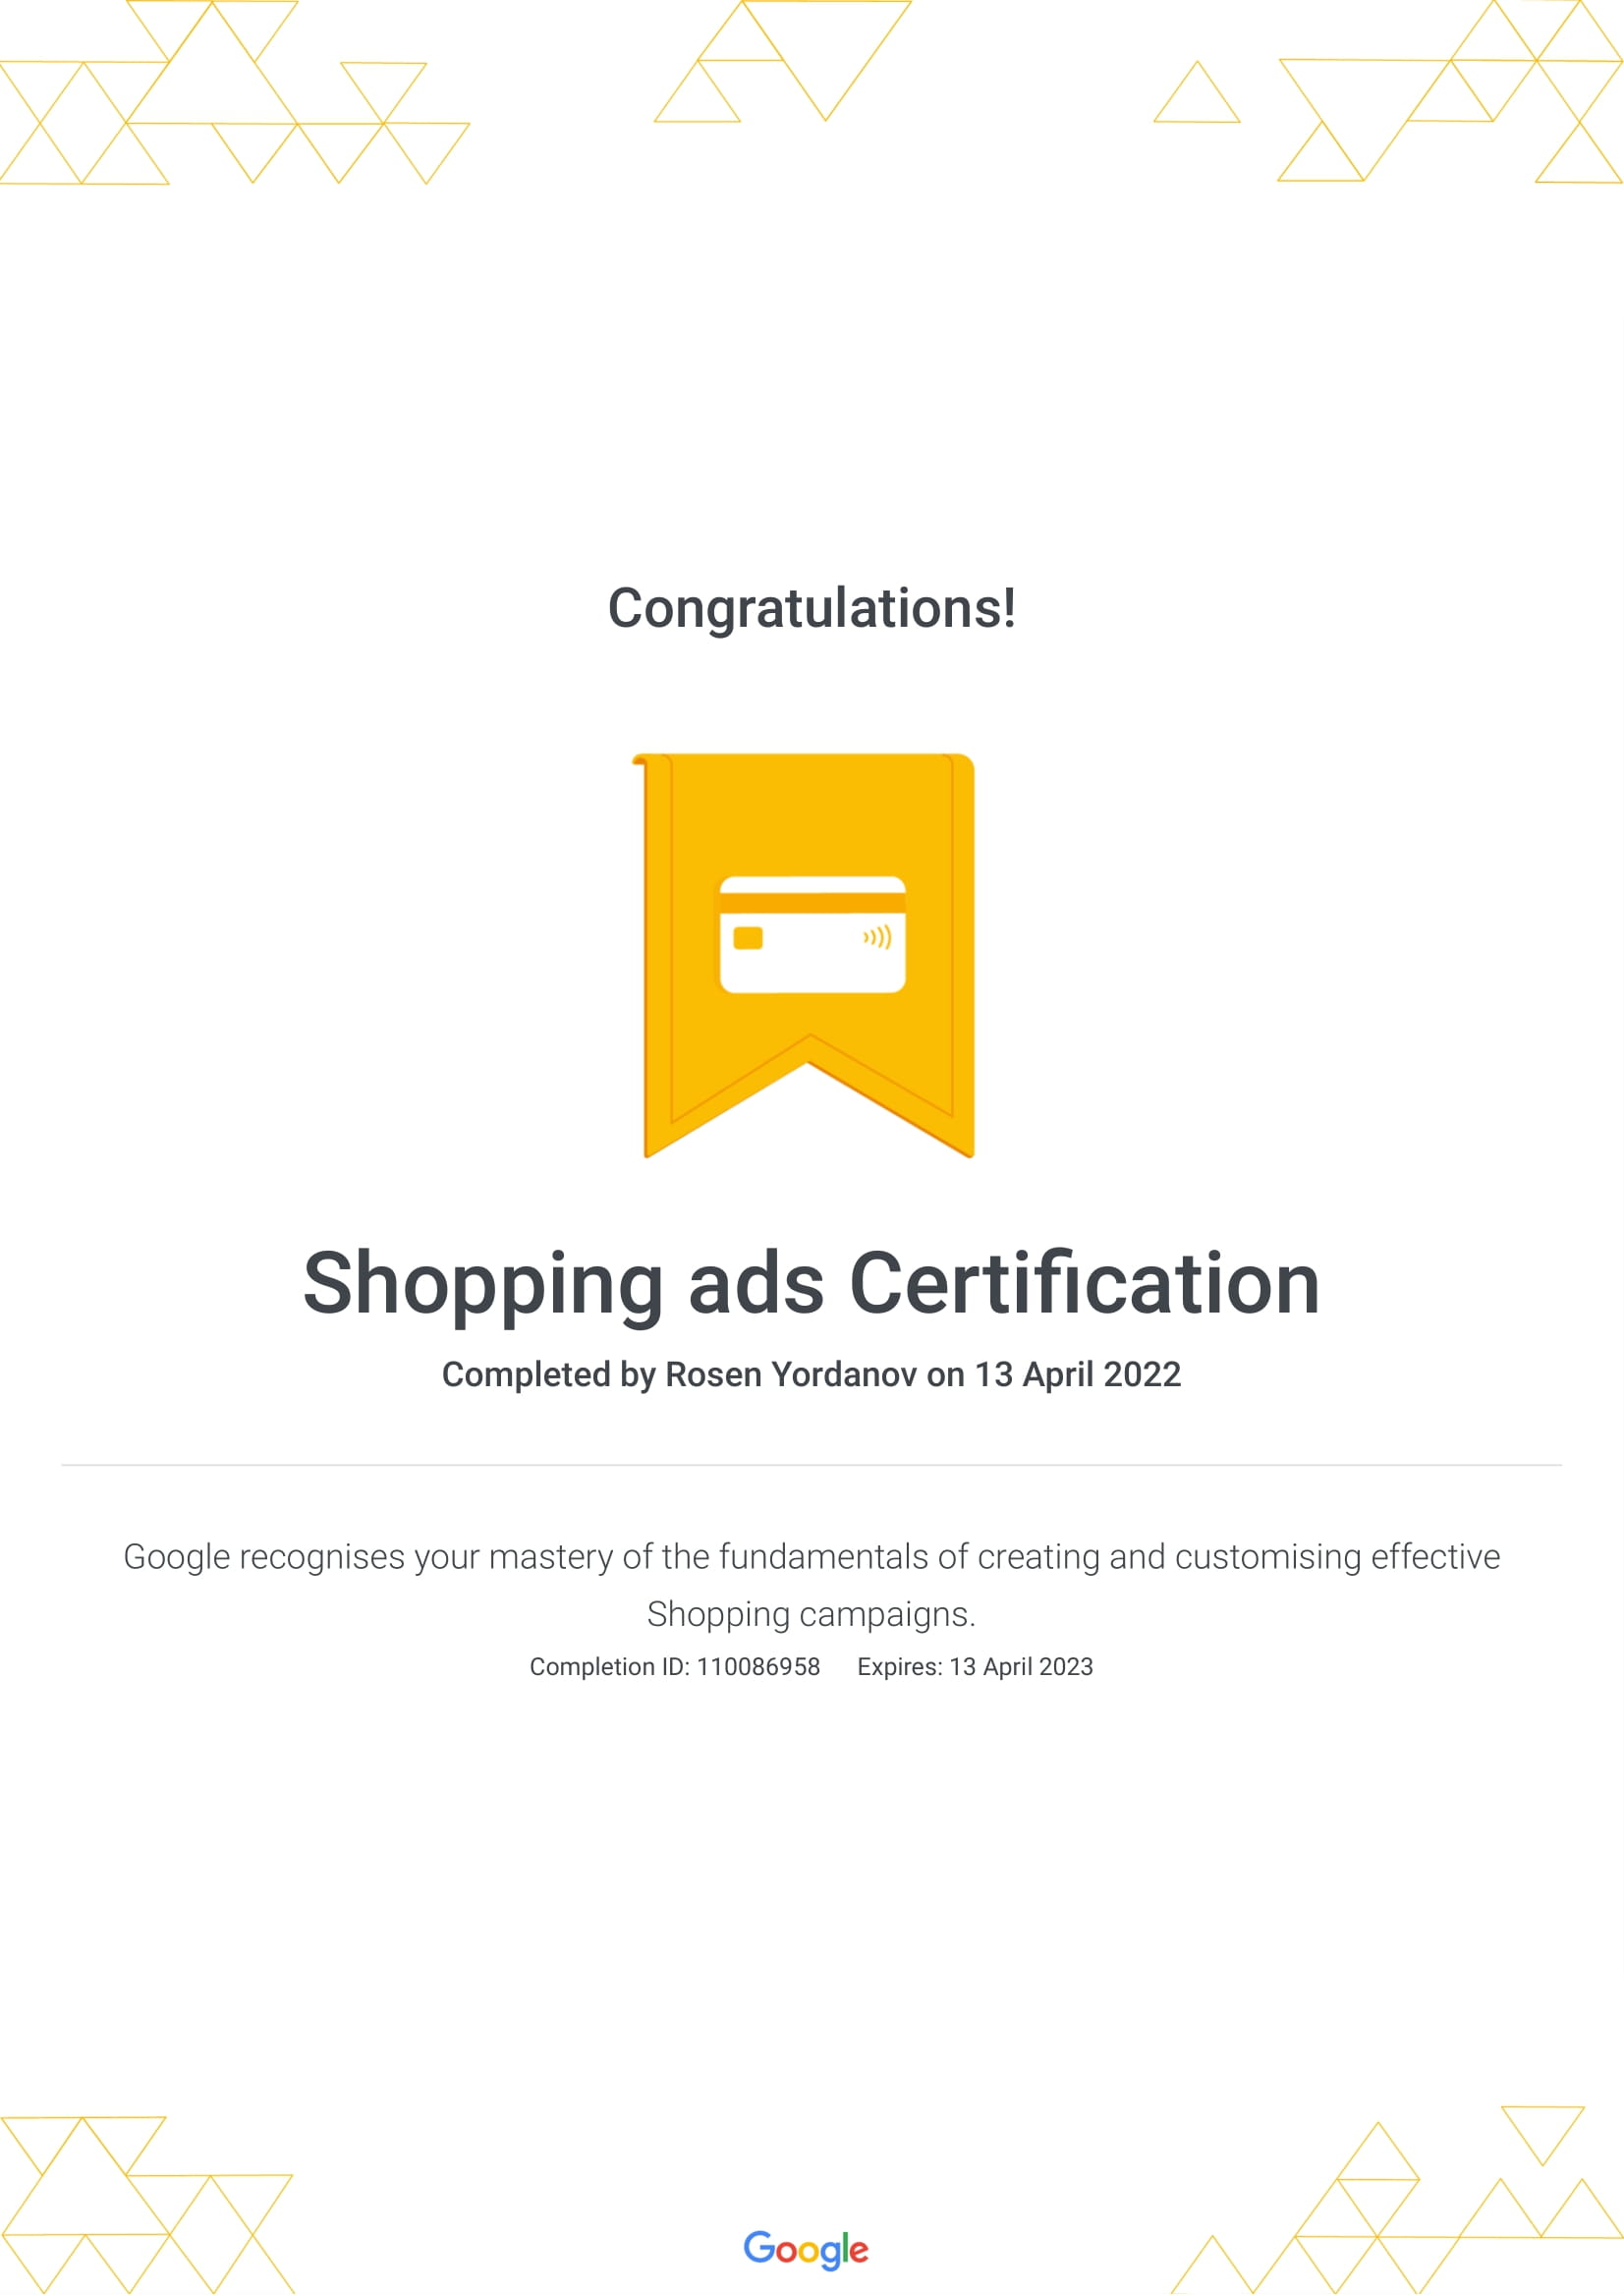 Congratulations!
Shopping ads Certification
Completed by Rosen Yordanov on 13 April 2022
Google recognises your mastery of the fundamentals of creating and customising effective
Shopping campaigns.
Completion ID: 110086958 Expires: 13 April 2023
Google